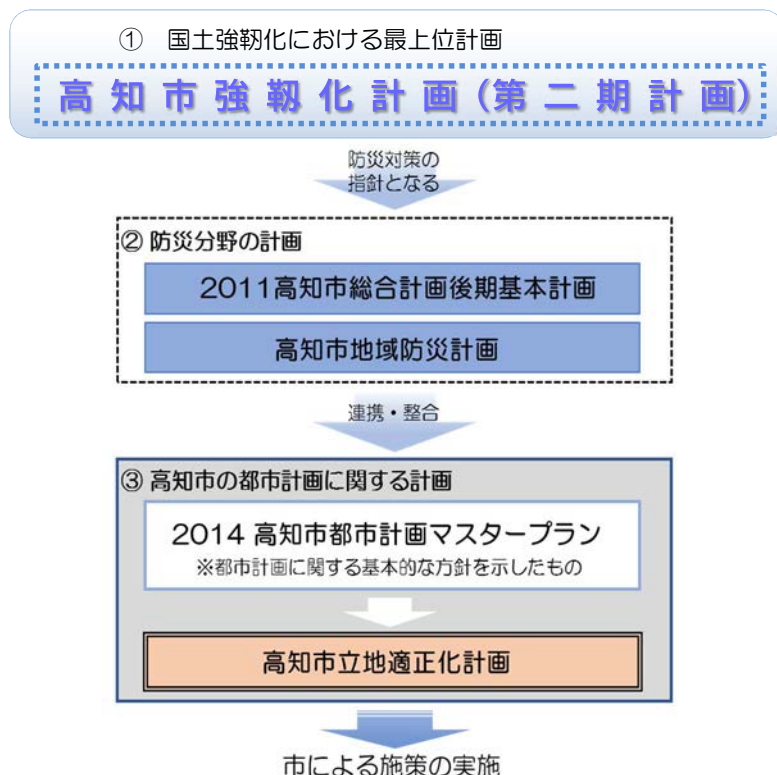 ① 国土強靭化における最上位計画
高知市強靱化計画(第二期計画)
防災対策の
指針となる
② 防災分野の計画
2011高知市総合計画後期基本計画
高知市地域防災計画
連携・整合
③ 高知市の都市計画に関する計画
2014 高知市都市計画マスタープラン
※都市計画に関する基本的な方針を示したもの
高知市立地適正化計画
市による施策の実施